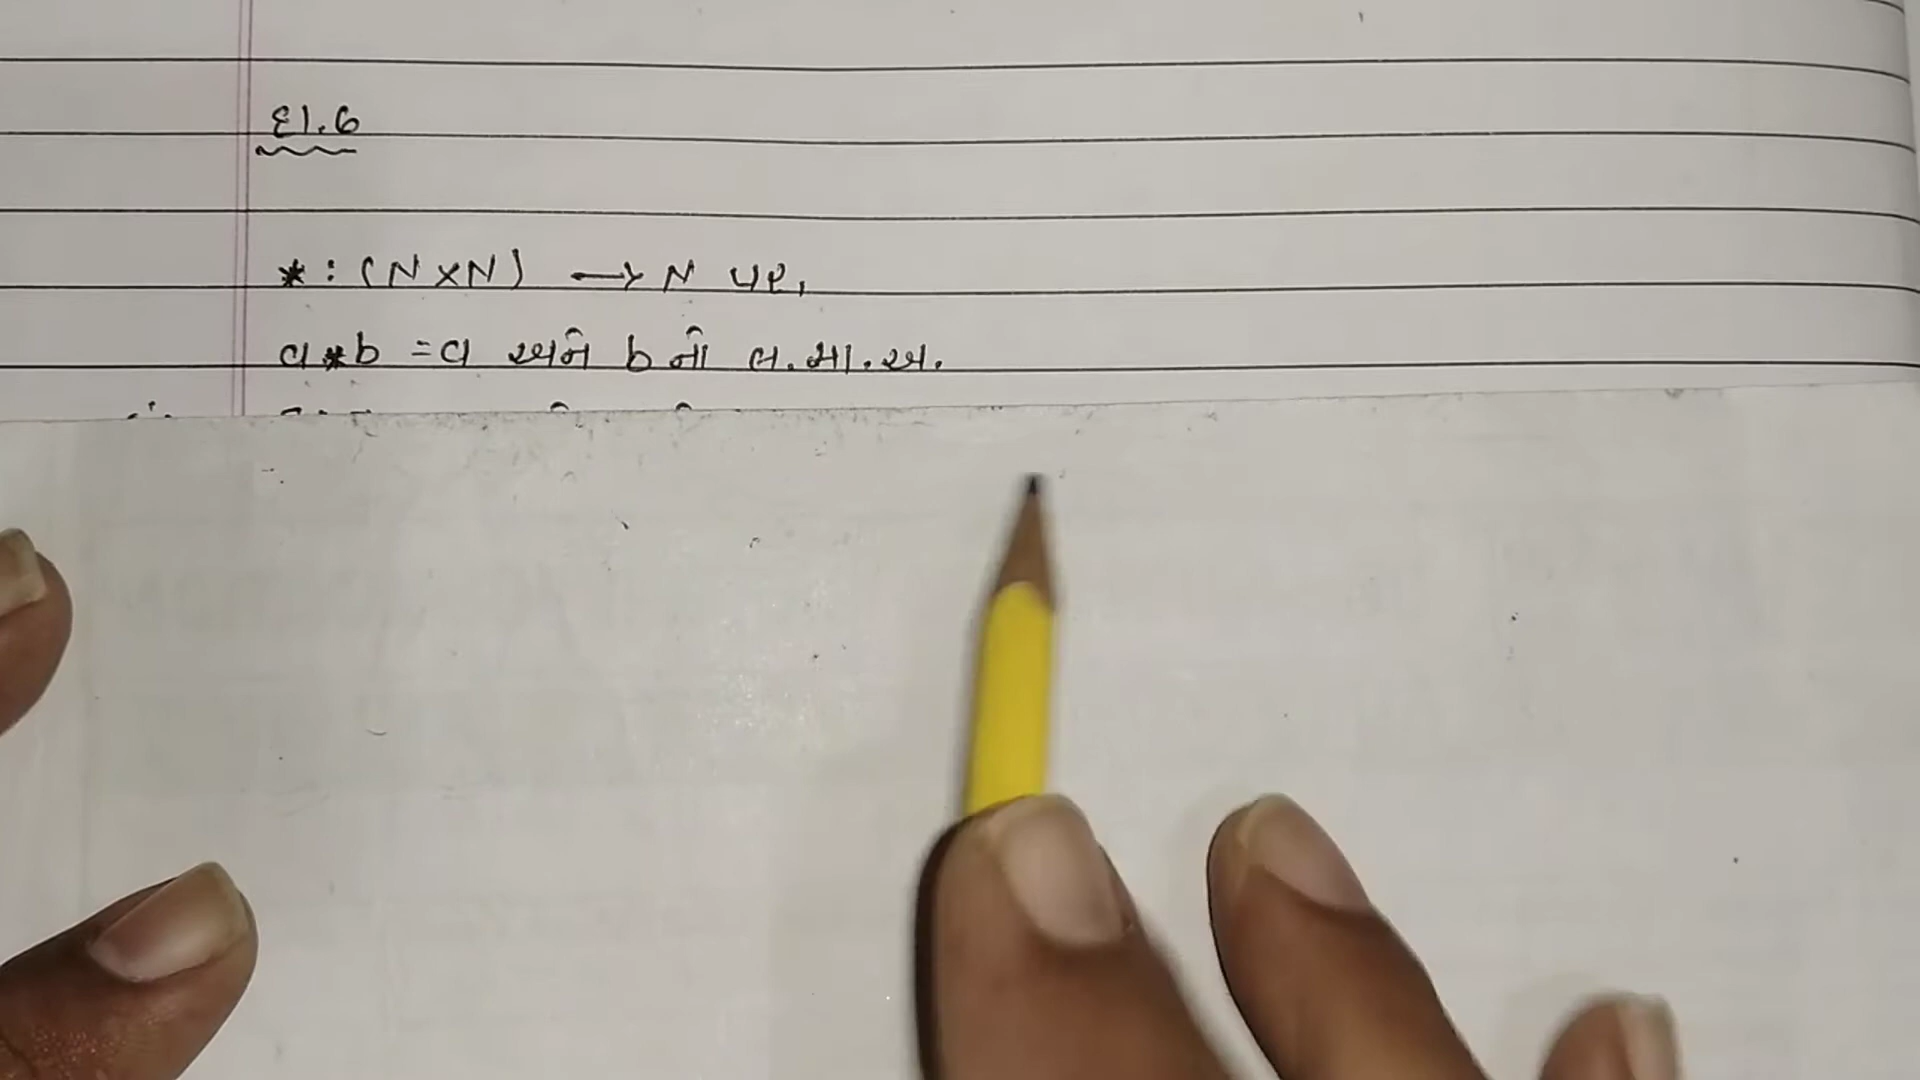 દા.6
* : (N×N) → N પર,
a*b = a અને b નો લ.સા.અ.